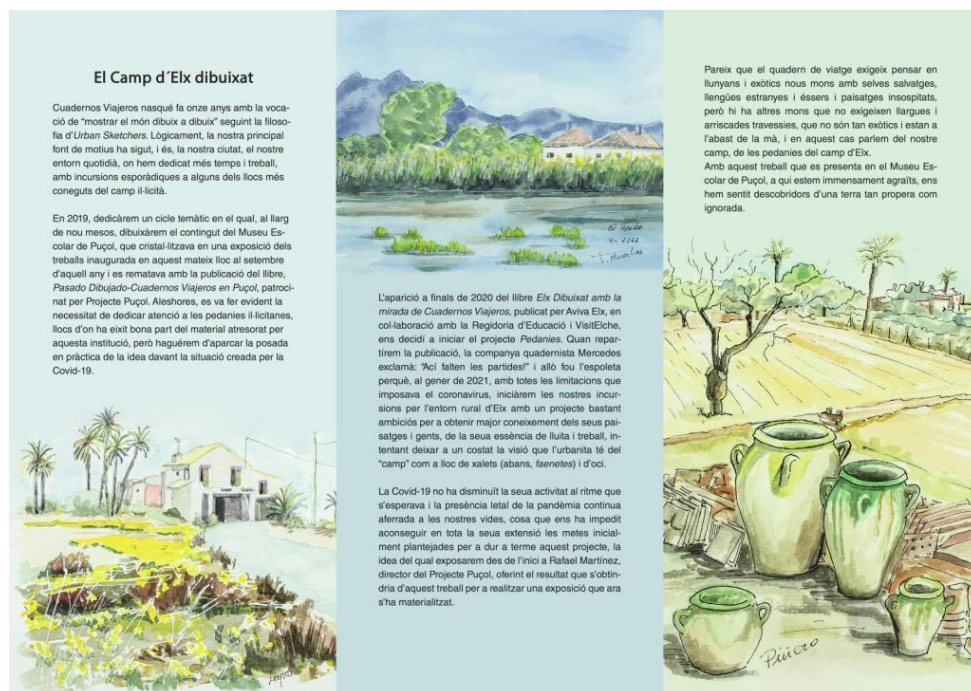 El Camp d´Elx dibuixat
Cuadernos Viajeros nasqué fa onze anys amb la voca-
ció de “mostrar el món dibuix a dibuix” seguint la filoso-
fia d’Urban Sketchers. Lògicament, la nostra principal
font de motius ha sigut, i és, la nostra ciutat, el nostre
entorn quotidià, on hem dedicat més temps i treball,
amb incursions esporàdiques a alguns dels llocs més
coneguts del camp il·licità.
En 2019, dedicàrem un cicle temàtic en el qual, al llarg
de nou mesos, dibuixàrem el contingut del Museu Es-
colar de Puçol, que cristal·litzava en una exposició dels
treballs inaugurada en aquest mateix lloc al setembre
d’aquell any i es rematava amb la publicació del llibre,
Pasado Dibujado-Cuadernos Viajeros en Puçol, patroci-
nat per Projecte Puçol. Aleshores, es va fer evident la
necessitat de dedicar atenció a les pedanies il·licitanes,
llocs d’on ha eixit bona part del material atresorat per
aquesta institució, però haguérem d’aparcar la posada
en pràctica de la idea davant la situació creada per la
Covid-19.
El Hondo
L’aparició a finals de 2020 del llibre Elx Dibuixat amb la
mirada de Cuadernos Viajeros, publicat per Aviva Elx, en
col·laboració amb la Regidoria d’Educació i VisitElche,
ens decidí a iniciar el projecte Pedanies. Quan repar-
tírem la publicació, la companya quadernista Mercedes
exclamà: “Ací falten les partides!” i allò fou l’espoleta
perquè, al gener de 2021, amb totes les limitacions que
imposava el coronavirus, iniciàrem les nostres incur-
sions per l’entorn rural d’Elx amb un projecte bastant
ambiciós per a obtenir major coneixement dels seus pai-
satges i gents, de la seua essència de lluita i treball, in-
tentant deixar a un costat la visió que l’urbanita té del
“camp” com a lloc de xalets (abans, faenetes) i d’oci.
La Covid-19 no ha disminuït la seua activitat al ritme que
s’esperava i la presència letal de la pandèmia continua
aferrada a les nostres vides, cosa que ens ha impedit
aconseguir en tota la seua extensió les metes inicial-
ment plantejades per a dur a terme aquest projecte, la
idea del qual exposarem des de l’inici a Rafael Martínez,
director del Projecte Puçol, oferint el resultat que s’obtin-
dria d’aquest treball per a realitzar una exposició que ara
s’ha materialitzat.
Pareix que el quadern de viatge exigeix pensar en
llunyans i exòtics nous mons amb selves salvatges,
llengües estranyes i éssers i paisatges insospitats,
però hi ha altres mons que no exigeixen llargues i
arriscades travessies, que no són tan exòtics i estan a
l’abast de la mà, i en aquest cas parlem del nostre
camp, de les pedanies del camp d’Elx.
Amb aquest treball que es presenta en el Museu Es-
colar de Puçol, a qui estem immensament agraïts, ens
hem sentit descobridors d’una terra tan propera com
ignorada.
Piñero